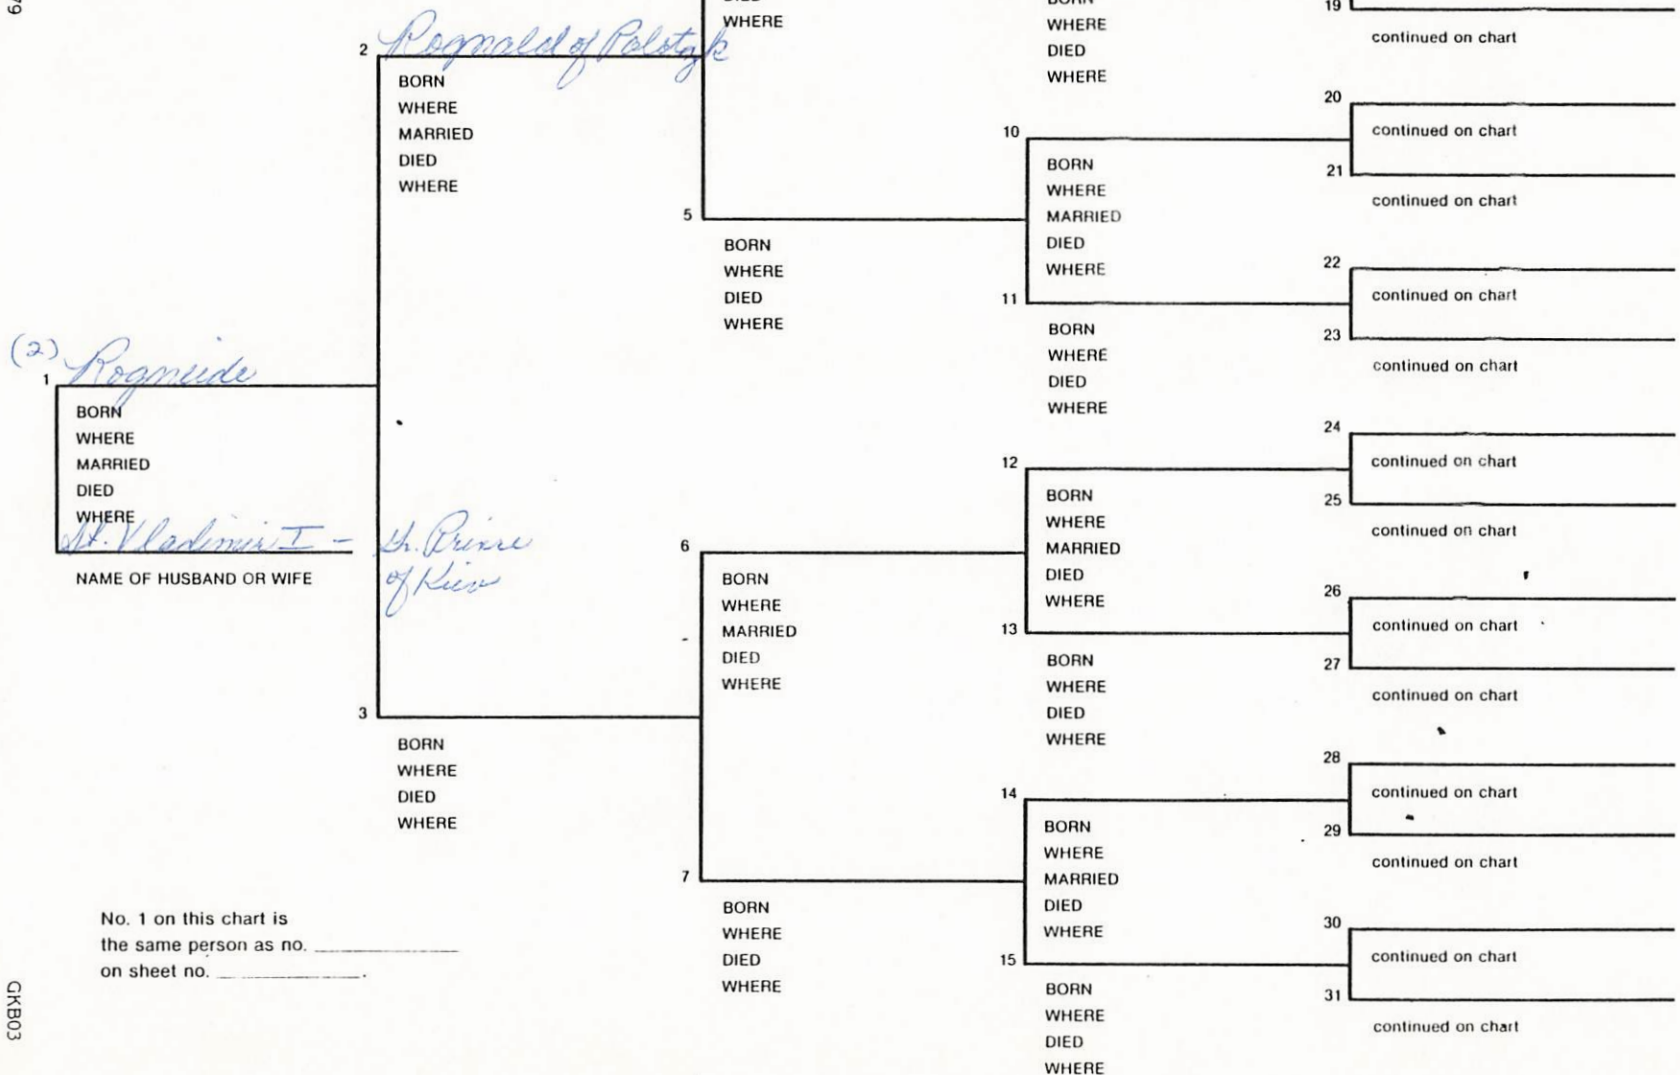 79
DIED
WHERE
2 Rognald of Polotzk
BORN
WHERE
MARRIED
DIED
WHERE
5
BORN
WHERE
DIED
WHERE
BORN
WHERE
DIED
WHERE
10
BORN
WHERE
MARRIED
DIED
WHERE
11
BORN
WHERE
DIED
WHERE
19
continued on chart
20
continued on chart
21
continued on chart
22
continued on chart
23
continued on chart
(2)
1 Rogneide
BORN
WHERE
MARRIED
DIED
WHERE
St. Vladimir I - Gr. Prince
of Kiev
NAME OF HUSBAND OR WIFE
3
BORN
WHERE
DIED
WHERE
6
BORN
WHERE
MARRIED
DIED
WHERE
7
BORN
WHERE
DIED
WHERE
12
BORN
WHERE
MARRIED
DIED
WHERE
13
BORN
WHERE
DIED
WHERE
14
BORN
WHERE
MARRIED
DIED
WHERE
15
BORN
WHERE
DIED
WHERE
24
continued on chart
25
continued on chart
26
continued on chart
27
continued on chart
28
continued on chart
29
continued on chart
30
continued on chart
31
continued on chart
No. 1 on this chart is
the same person as no.
on sheet no. .
GKB03